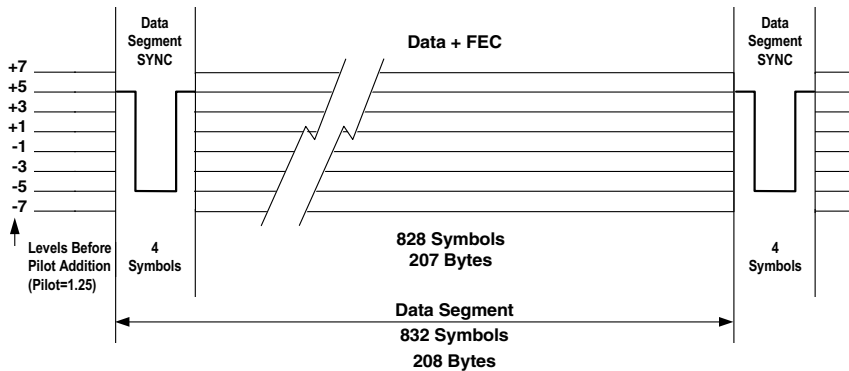 Data
Segment
SYNC
Data + FEC
Data
Segment
SYNC
+7
+5
+3
+1
-1
-3
-5
-7
Levels Before
Pilot Addition
(Pilot=1.25)
4
Symbols
828 Symbols
207 Bytes
4
Symbols
Data Segment
832 Symbols
208 Bytes